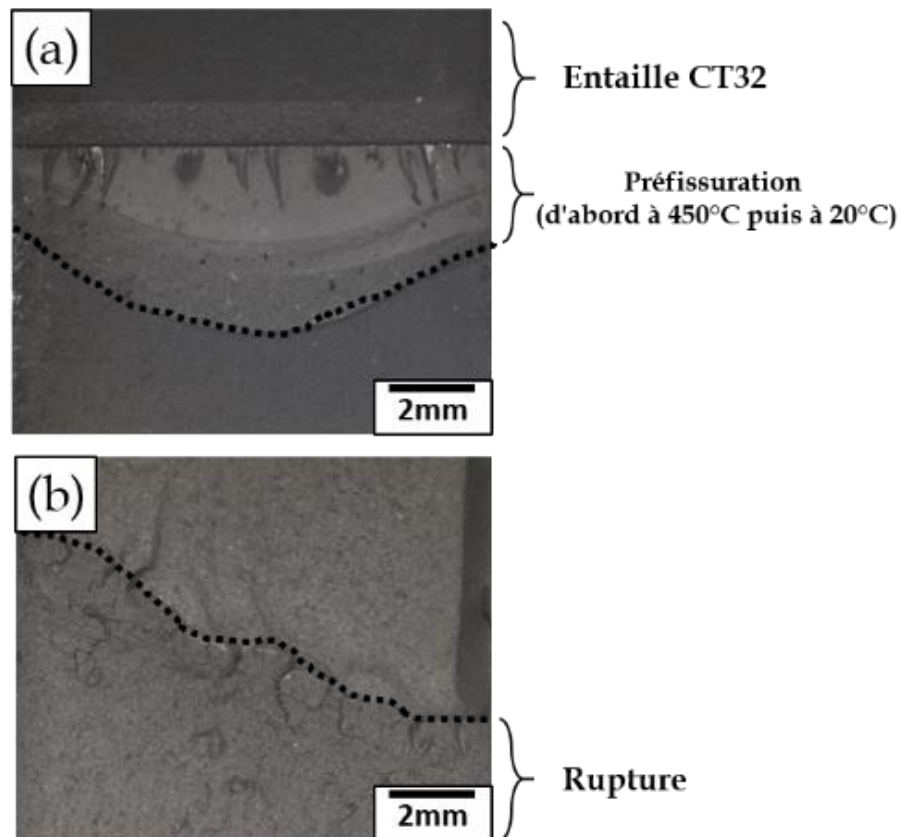 (a)
Entaille CT32
Préfissuration
(d'abord à 450°C puis à 20°C)
2mm
(b)
Rupture
2mm